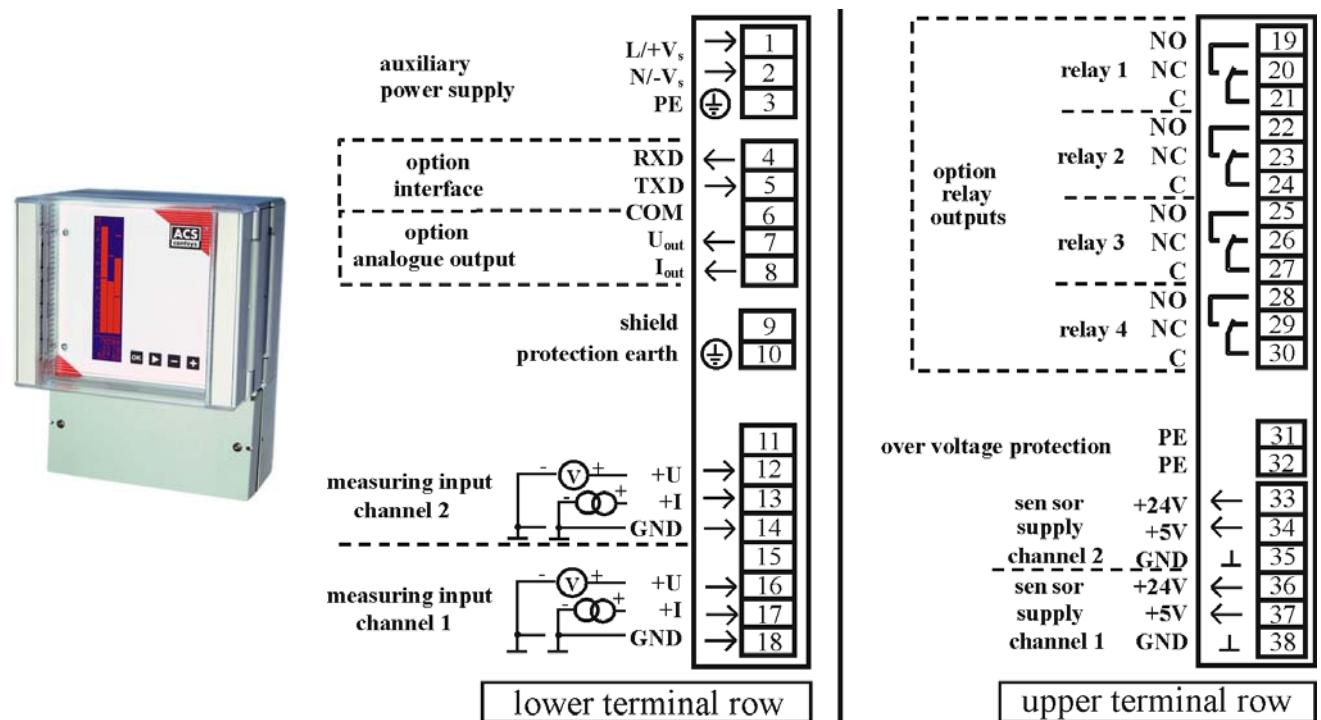 ACS
controls
OK
auxiliary
power supply
L/+Vs
N/-Vs
PE
1
2
3
option
interface
RXD
TXD
COM
4
5
6
option
analogue output
Uout
Iout
7
8
shield
9
protection earth
10
11
measuring input
channel 2
- V + +U 12
- + +I 13
GND 14
15
measuring input
channel 1
- V + +U 16
- + +I 17
GND 18
lower terminal row
option
relay
outputs
relay 1
NO 19
NC 20
C 21
relay 2
NO 22
NC 23
C 24
relay 3
NO 25
NC 26
C 27
relay 4
NO 28
NC 29
C 30
over voltage protection
PE 31
PE 32
sen sor
supply
channel 2
+24V 33
+5V 34
GND 35
sen sor
supply
channel 1
+24V 36
+5V 37
GND 38
upper terminal row